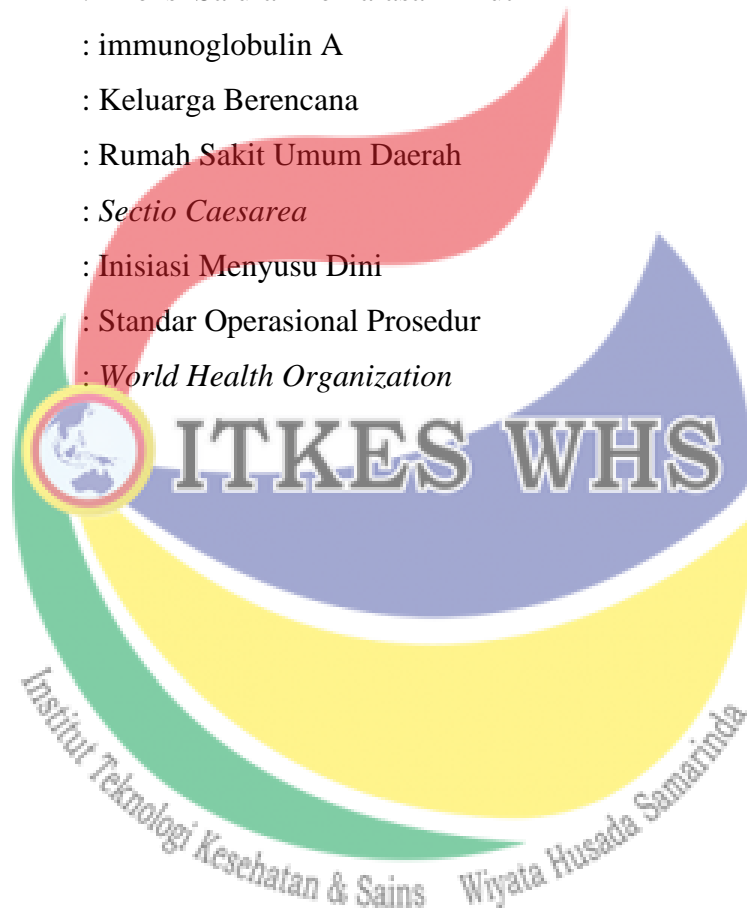 : immunoglobulin A
: Keluarga Berencana
: Rumah Sakit Umum Daerah
: Sectio Caesarea
: Inisiasi Menyusu Dini
: Standar Operasional Prosedur
: World Health Organization
ITKES WHS
Institut Teknologi Kesehatan & Sains Wiyata Husada Samarinda